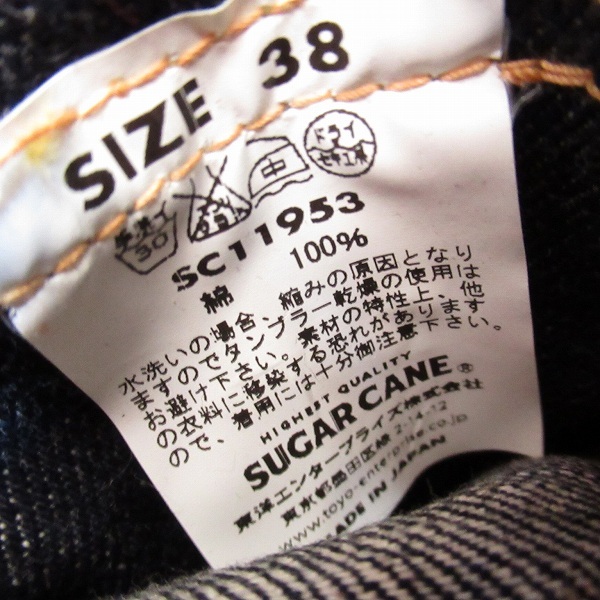 SIZE 38
手洗イ 30 中 ドライ セキユ系
SC11953
綿 100%
水洗いの場合、縮みの原因となり
ますのでタンブラー乾燥の使用は
お避け下さい。素材の特性上、他
の衣料に移染する恐れがあります
ので、着用には十分御注意下さい。
HIGHEST QUALITY
SUGAR CANE®
東洋エンタープライズ株式会社
東京都墨田区
www.toyo-enterprise.co.jp
MADE IN JAPAN